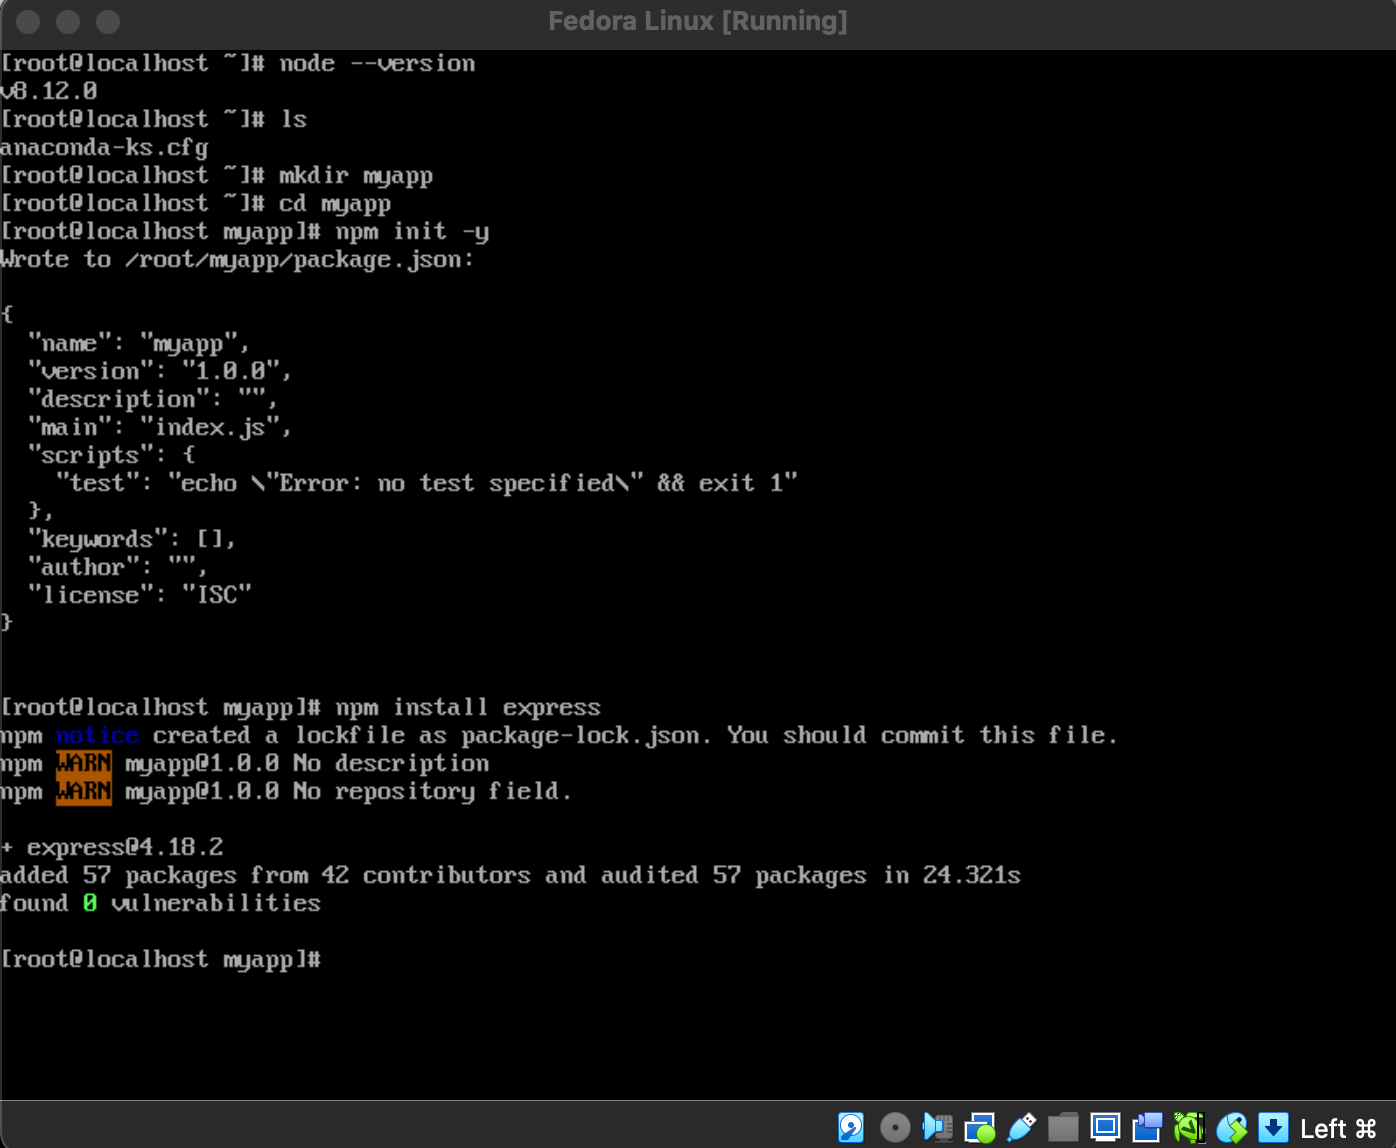 Fedora Linux [Running]
[root@localhost ~]# node --version
v8.12.0
[root@localhost ~]# ls
anaconda-ks.cfg
[root@localhost ~]# mkdir myapp
[root@localhost ~]# cd myapp
[root@localhost myapp]# npm init -y
Wrote to /root/myapp/package.json:
{
  "name": "myapp",
  "version": "1.0.0",
  "description": "",
  "main": "index.js",
  "scripts": {
    "test": "echo \"Error: no test specified\" && exit 1"
  },
  "keywords": [],
  "author": "",
  "license": "ISC"
}
[root@localhost myapp]# npm install express
npm notice created a lockfile as package-lock.json. You should commit this file.
npm WARN myapp@1.0.0 No description
npm WARN myapp@1.0.0 No repository field.
+ express@4.18.2
added 57 packages from 42 contributors and audited 57 packages in 24.321s
found 0 vulnerabilities
[root@localhost myapp]#
Left ⌘